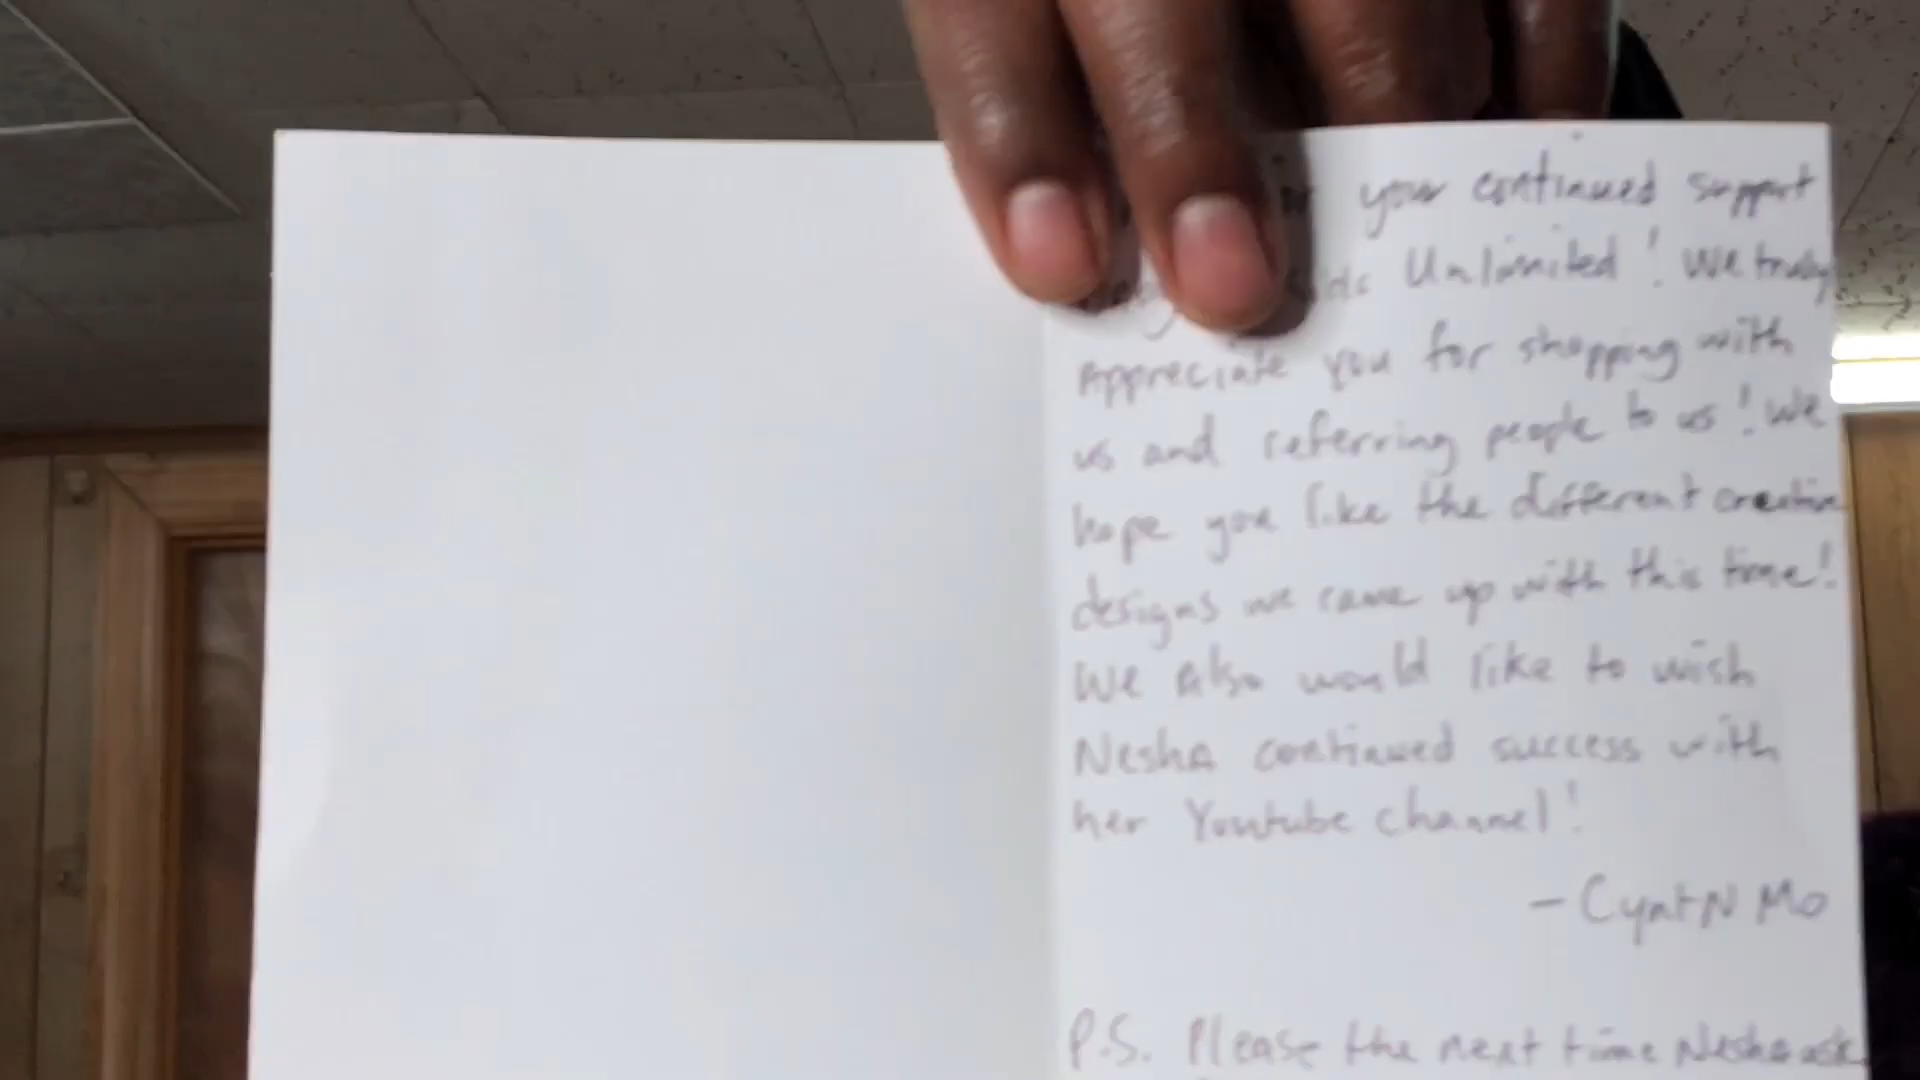 your continued support
Unlimited! We truly
Appreciate you for shopping with
us and referring people to us! We
hope you like the different creative
designs we came up with this time!
We Also would like to wish
Nesha continued success with
her Youtube channel!
- CyntN Mo
P.S. Please the next time Nesha ask